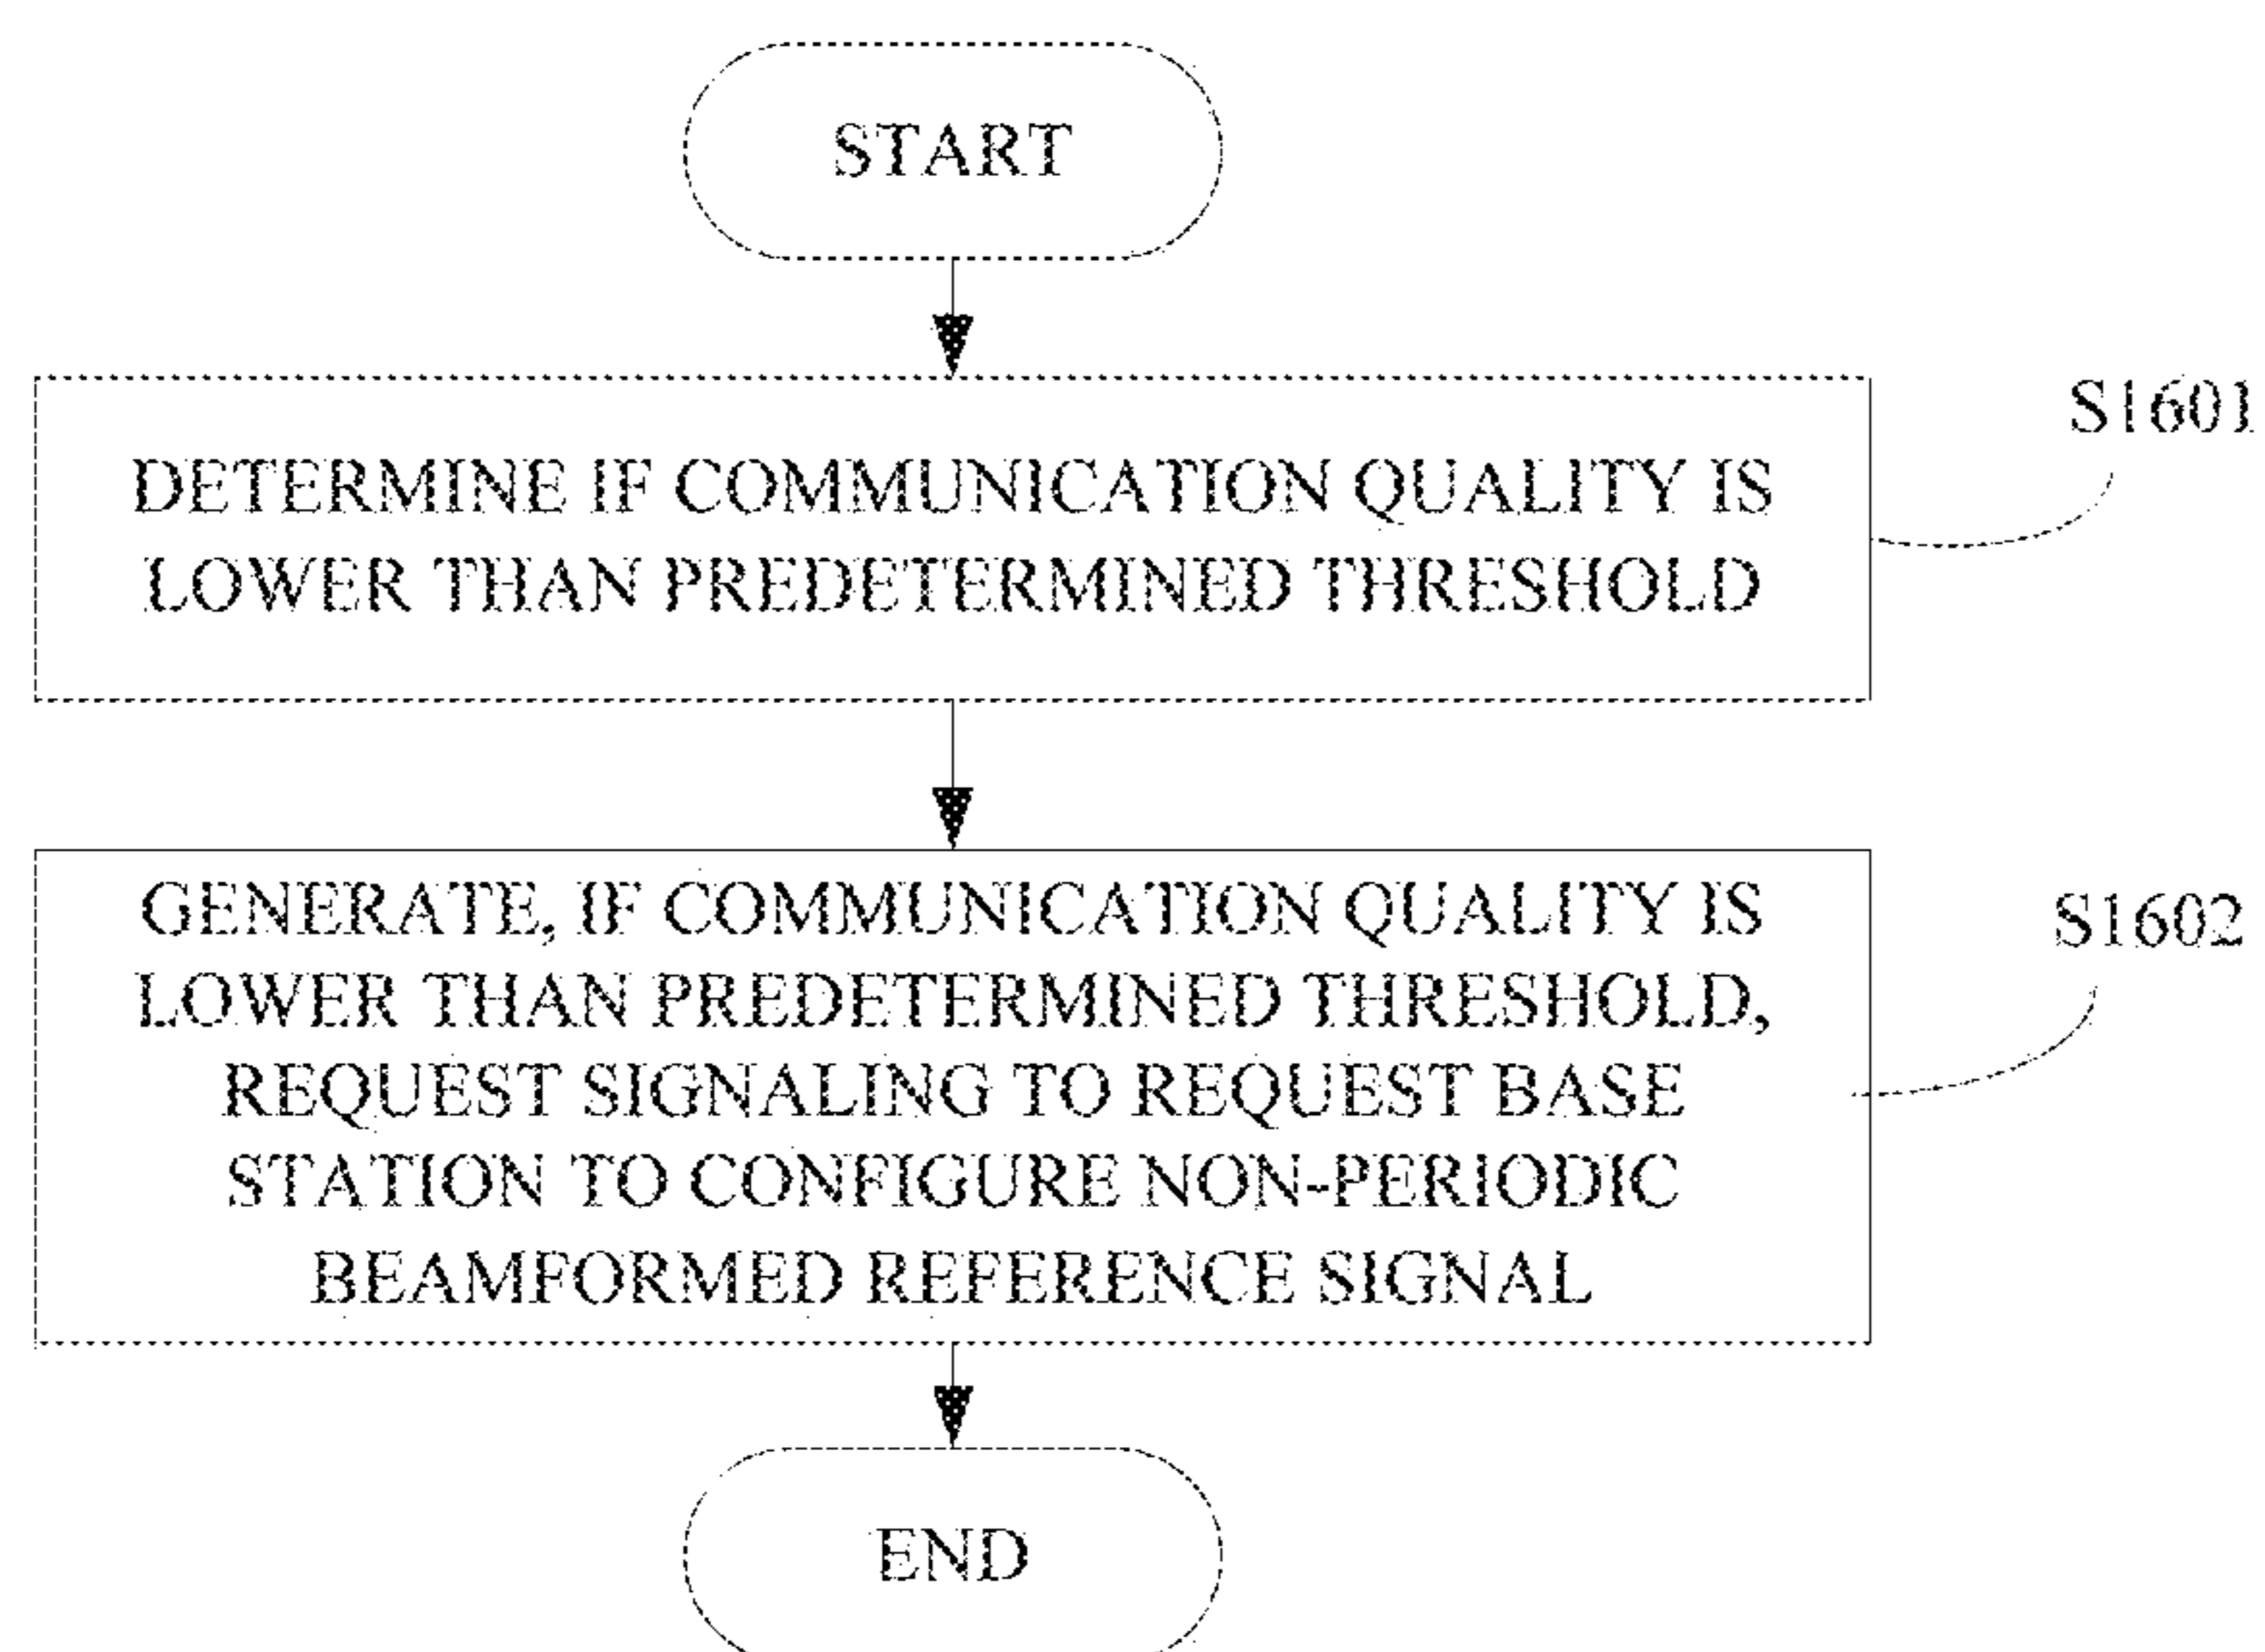 START
S1601
DETERMINE IF COMMUNICATION QUALITY IS
LOWER THAN PREDETERMINED THRESHOLD
GENERATE, IF COMMUNICATION QUALITY IS
S1602
LOWER THAN PREDETERMINED THRESHOLD,
REQUEST SIGNALING TO REQUEST BASE
STATION TO CONFIGURE NON-PERIODIC
BEAMFORMED REFERENCE SIGNAL
END